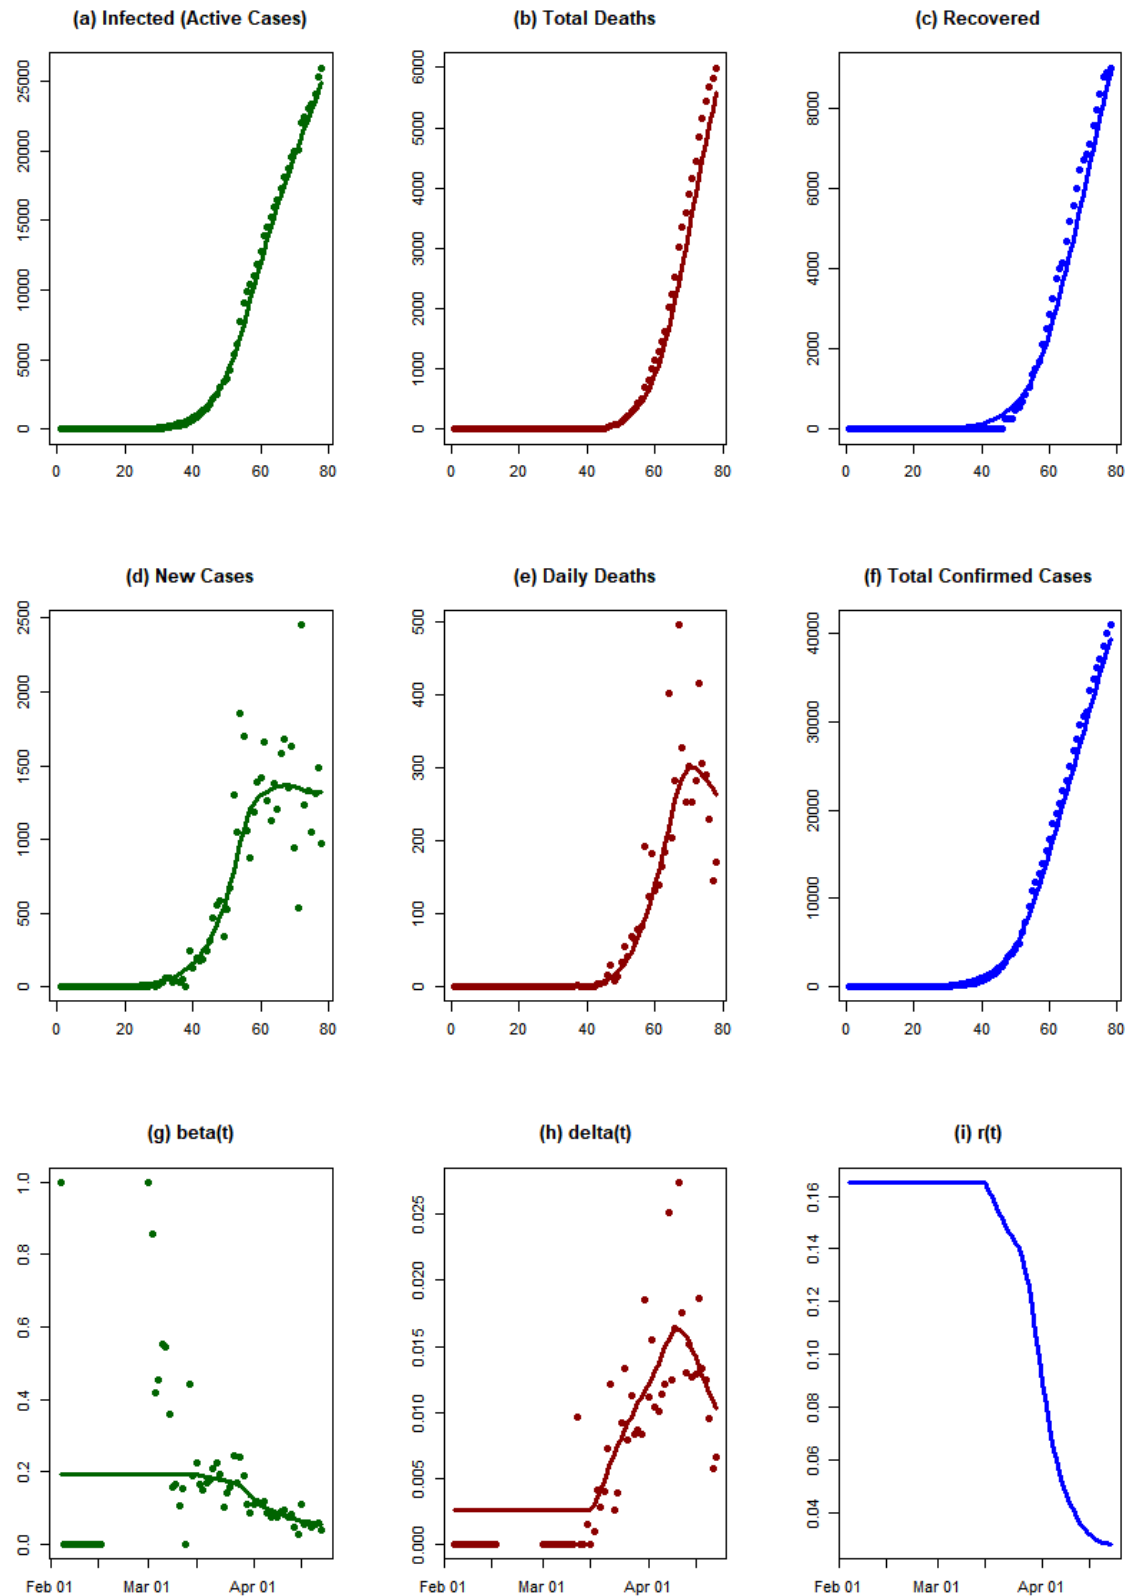 (a) Infected (Active Cases)
(b) Total Deaths
(c) Recovered
0 5000 10000 15000 20000 25000
0 20 40 60 80
0 1000 2000 3000 4000 5000 6000
0 20 40 60 80
0 2000 4000 6000 8000
0 20 40 60 80
(d) New Cases
(e) Daily Deaths
(f) Total Confirmed Cases
0 500 1000 1500 2000 2500
0 20 40 60 80
0 100 200 300 400 500
0 20 40 60 80
0 10000 20000 30000 40000
0 20 40 60 80
(g) beta(t)
(h) delta(t)
(i) r(t)
0.0 0.2 0.4 0.6 0.8 1.0
Feb 01 Mar 01 Apr 01
0.000 0.005 0.010 0.015 0.020 0.025
Feb 01 Mar 01 Apr 01
0.04 0.06 0.08 0.10 0.12 0.14 0.16
Feb 01 Mar 01 Apr 01